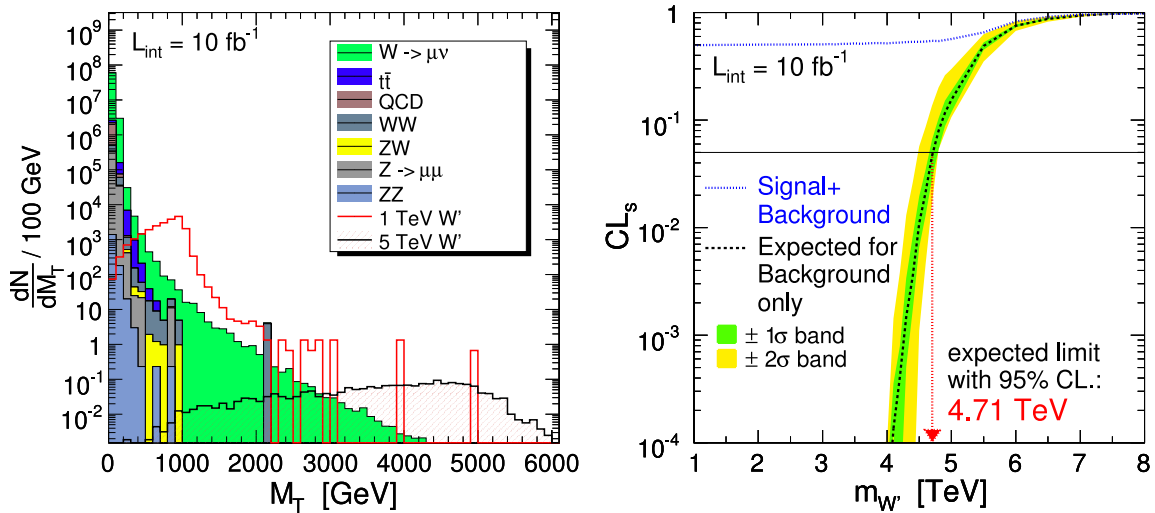 L_int = 10 fb^-1
W -> μν
tt̄
QCD
WW
ZW
Z -> μμ
ZZ
1 TeV W'
5 TeV W'
dN/dM_T / 100 GeV
10^9
10^8
10^7
10^6
10^5
10^4
10^3
10^2
10
1
10^-1
10^-2
0 1000 2000 3000 4000 5000 6000
M_T [GeV]
L_int = 10 fb^-1
CL_s
1
10^-1
10^-2
10^-3
10^-4
Signal+
Background
Expected for
Background
only
± 1σ band
± 2σ band
expected limit
with 95% CL.:
4.71 TeV
1 2 3 4 5 6 7 8
m_W' [TeV]